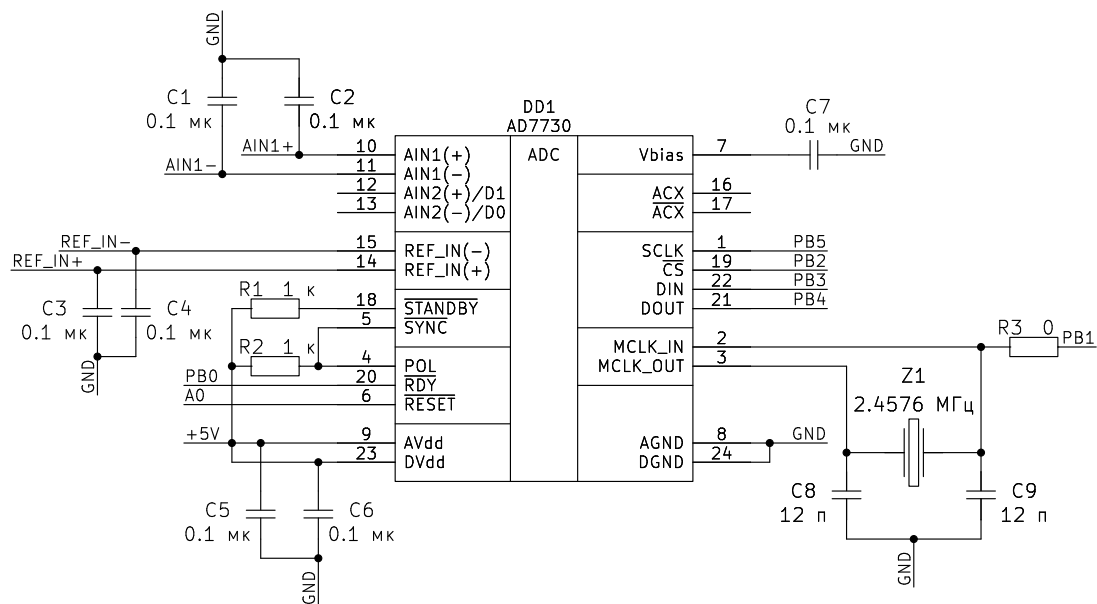 GND
C1
0.1 мк
C2
0.1 мк
AIN1+
AIN1-
DD1
AD7730
ADC
C7
0.1 мк
GND
10 AIN1(+)
11 AIN1(-)
12 AIN2(+)/D1
13 AIN2(-)/D0
REF_IN- 15 REF_IN(-)
REF_IN+ 14 REF_IN(+)
C3
0.1 мк
C4
0.1 мк
GND
R1 1 к
18 STANDBY
5 SYNC
R2 1 к
4 POL
PB0 20 RDY
A0 6 RESET
+5V 9 AVdd
23 DVdd
C5
0.1 мк
C6
0.1 мк
GND
Vbias 7
ACX 16
ACX 17
SCLK 1 PB5
CS 19 PB2
DIN 22 PB3
DOUT 21 PB4
MCLK_IN 2
MCLK_OUT 3
R3 0 PB1
Z1
2.4576 МГц
AGND 8 GND
DGND 24
C8
12 п
C9
12 п
GND